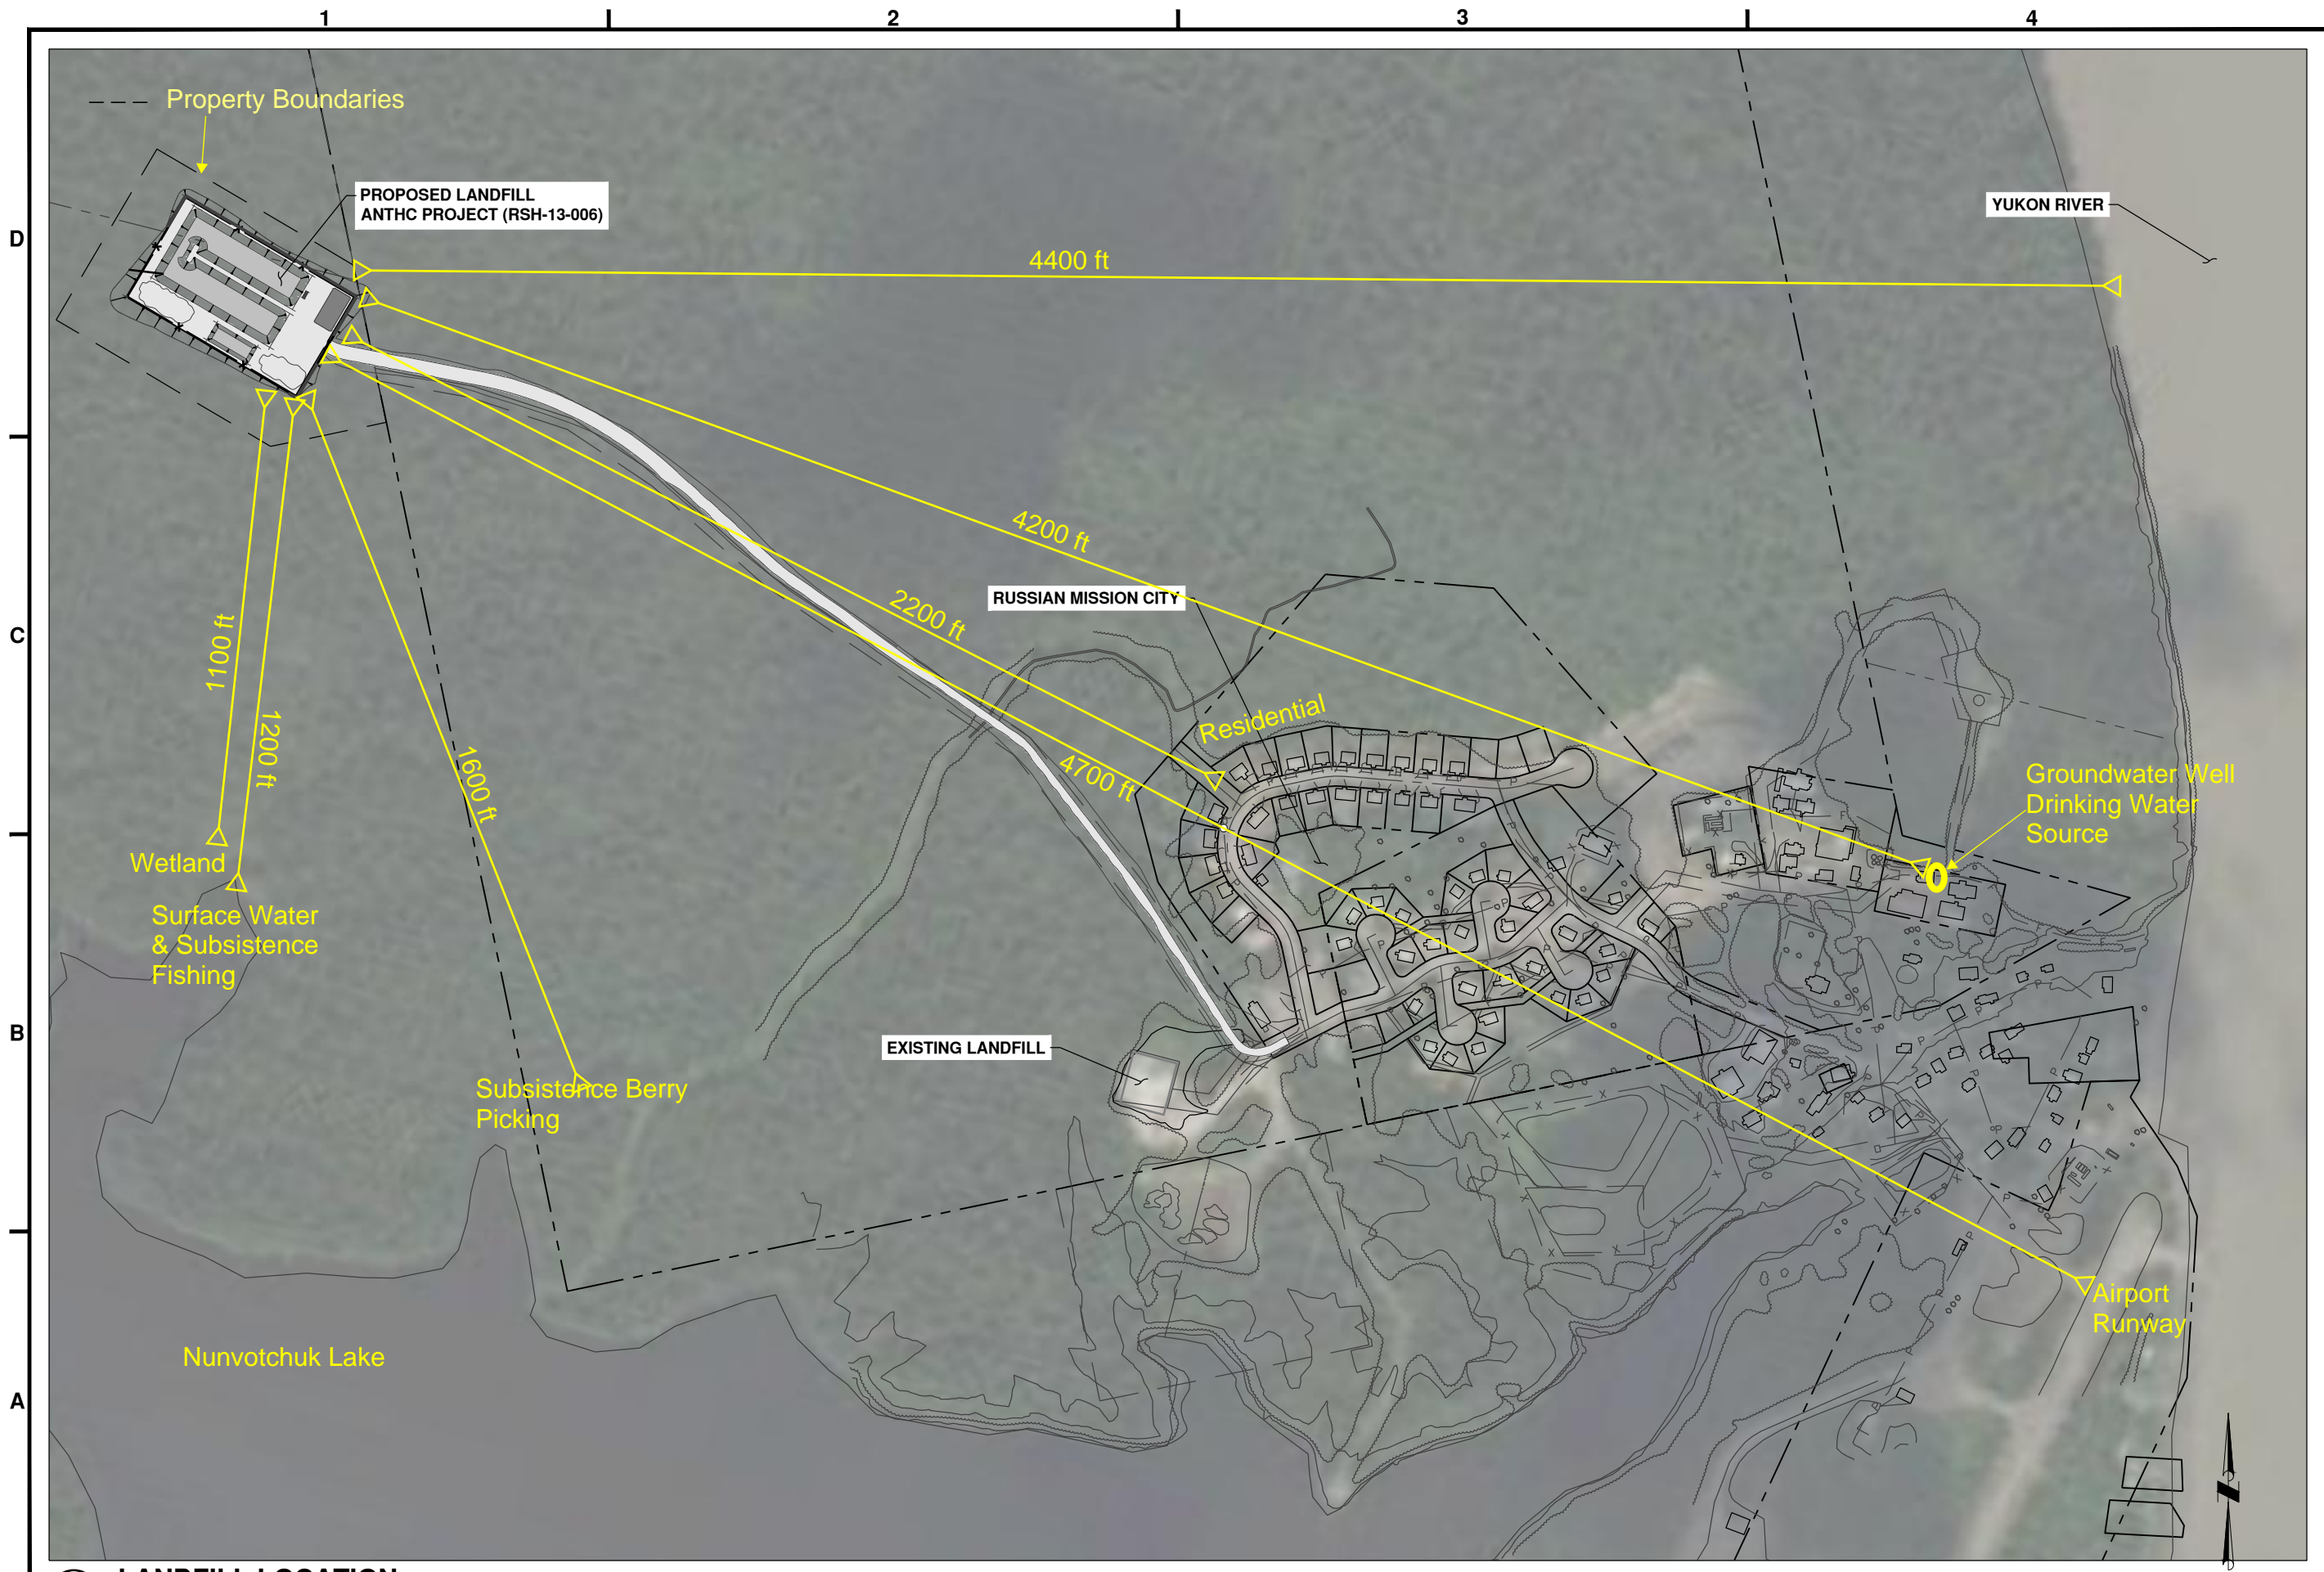 1
2
3
4
Property Boundaries
PROPOSED LANDFILL
ANTHC PROJECT (RSH-13-006)
YUKON RIVER
D
4400 ft
4200 ft
RUSSIAN MISSION CITY
2200 ft
C
1100 ft
1200 ft
1600 ft
4700 ft
Residential
Groundwater Well
Drinking Water
Source
Wetland
Surface Water
& Subsistence
Fishing
B
EXISTING LANDFILL
Subsistence Berry
Picking
Airport
Runway
Nunvotchuk Lake
A
LANDFILL LOCATION